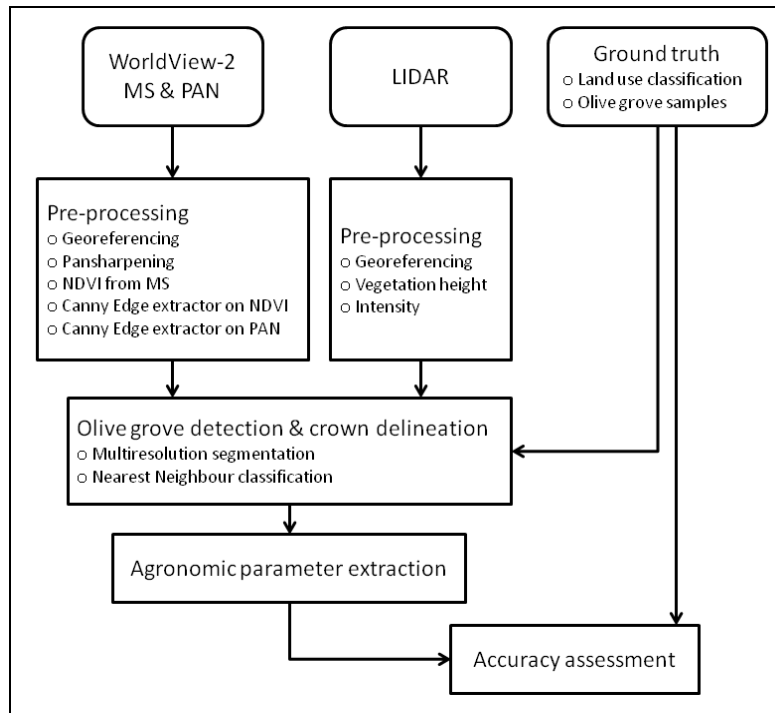 WorldView-2
MS & PAN
LIDAR
Ground truth
○ Land use classification
○ Olive grove samples
Pre-processing
○ Georeferencing
○ Pansharpening
○ NDVI from MS
○ Canny Edge extractor on NDVI
○ Canny Edge extractor on PAN
Pre-processing
○ Georeferencing
○ Vegetation height
○ Intensity
Olive grove detection & crown delineation
○ Multiresolution segmentation
○ Nearest Neighbour classification
Agronomic parameter extraction
Accuracy assessment